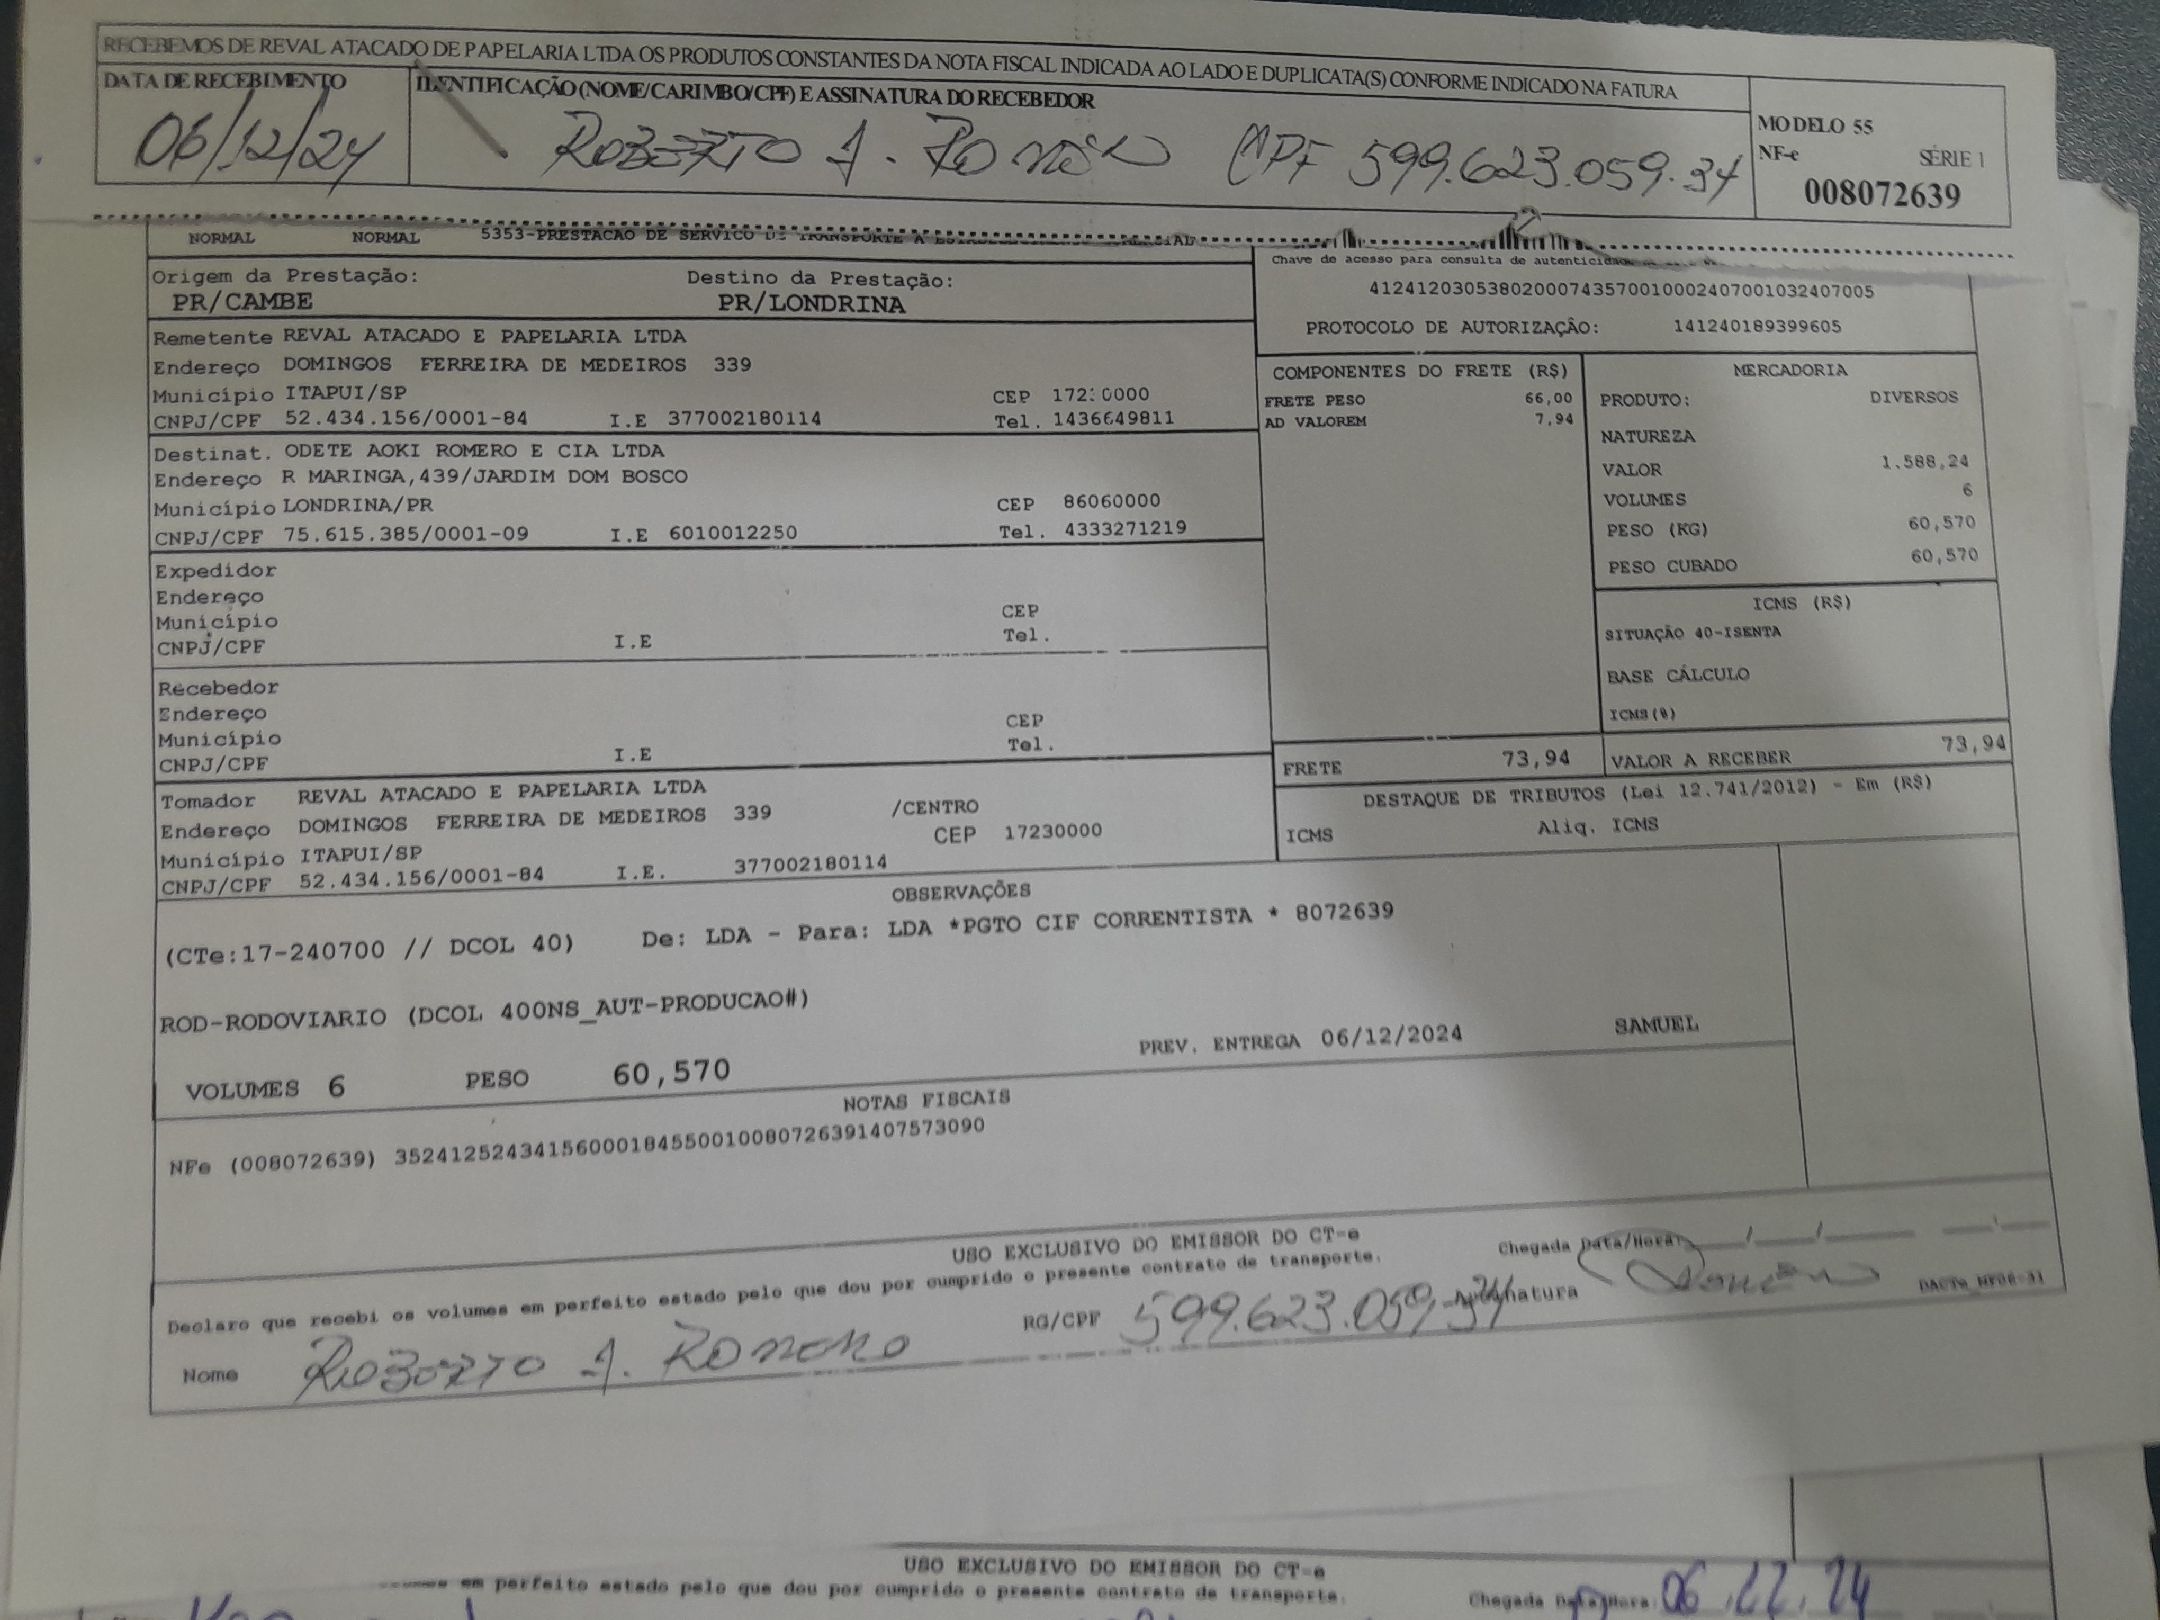 RECEBEMOS DE REVAL ATACADO DE PAPELARIA LTDA OS PRODUTOS CONSTANTES DA NOTA FISCAL INDICADA AO LADO E DUPLICATA(S) CONFORME INDICADO NA FATURA
DATA DE RECEBIMENTO IDENTIFICAÇÃO (NOME/CARIMBO/CPF) E ASSINATURA DO RECEBEDOR
MODELO 55
NF-e SÉRIE 1
008072639
06/12/24 ROBERTO A. CPF 599.623.059.34
NORMAL NORMAL 5353-PRESTACAO DE SERVICO DE TRANSPORTE A
Chave de acesso para consulta de autenticidade
41241203053802000743570010002407001032407005
PROTOCOLO DE AUTORIZAÇÃO: 141240189399605
Origem da Prestação: Destino da Prestação:
PR/CAMBE PR/LONDRINA
Remetente REVAL ATACADO E PAPELARIA LTDA
Endereço DOMINGOS FERREIRA DE MEDEIROS 339
Município ITAPUI/SP CEP
CNPJ/CPF 52.434.156/0001-84 I.E 377002180114 Tel. 1436649811
Destinat. ODETE AOKI ROMERO E CIA LTDA
Endereço R MARINGA,439/JARDIM DOM BOSCO
Município LONDRINA/PR CEP 86060000
CNPJ/CPF 75.615.385/0001-09 I.E 6010012250 Tel. 4333271219
Expedidor
Endereço
Município CEP
CNPJ/CPF I.E Tel.
Recebedor
Endereço
Município CEP
CNPJ/CPF I.E Tel.
Tomador REVAL ATACADO E PAPELARIA LTDA
Endereço DOMINGOS FERREIRA DE MEDEIROS 339 /CENTRO
Município ITAPUI/SP CEP 17230000
CNPJ/CPF 52.434.156/0001-84 I.E. 377002180114
COMPONENTES DO FRETE (R$)
FRETE PESO 66,00
AD VALOREM 7,94
MERCADORIA
PRODUTO: DIVERSOS
NATUREZA
VALOR 1.588,24
VOLUMES 6
PESO (KG) 60,570
PESO CUBADO 60,570
ICMS (R$)
SITUAÇÃO 40-ISENTA
BASE CÁLCULO
ICMS(%)
FRETE 73,94 VALOR A RECEBER 73,94
DESTAQUE DE TRIBUTOS (Lei 12.741/2012) - Em (R$)
ICMS Aliq. ICMS
OBSERVAÇÕES
(CTe:17-240700 // DCOL 40) De: LDA - Para: LDA *PGTO CIF CORRENTISTA * 8072639
ROD-RODOVIARIO (DCOL 400NS_AUT-PRODUCAO#)
PREV. ENTREGA 06/12/2024 SAMUEL
VOLUMES 6 PESO 60,570
NOTAS FISCAIS
NFe (008072639) 35241252434156000184550010080726391407573090
USO EXCLUSIVO DO EMISSOR DO CT-e
Declaro que recebi os volumes em perfeito estado pelo que dou por cumprido o presente contrato de transporte. Chegada Data/Hora:
Nome ROBERTO A. ROMERO RG/CPF 599.623.059-34 Assinatura
USO EXCLUSIVO DO EMISSOR DO CT-e
em perfeito estado pelo que dou por cumprido o presente contrato de transporte. Chegada Data/Hora: